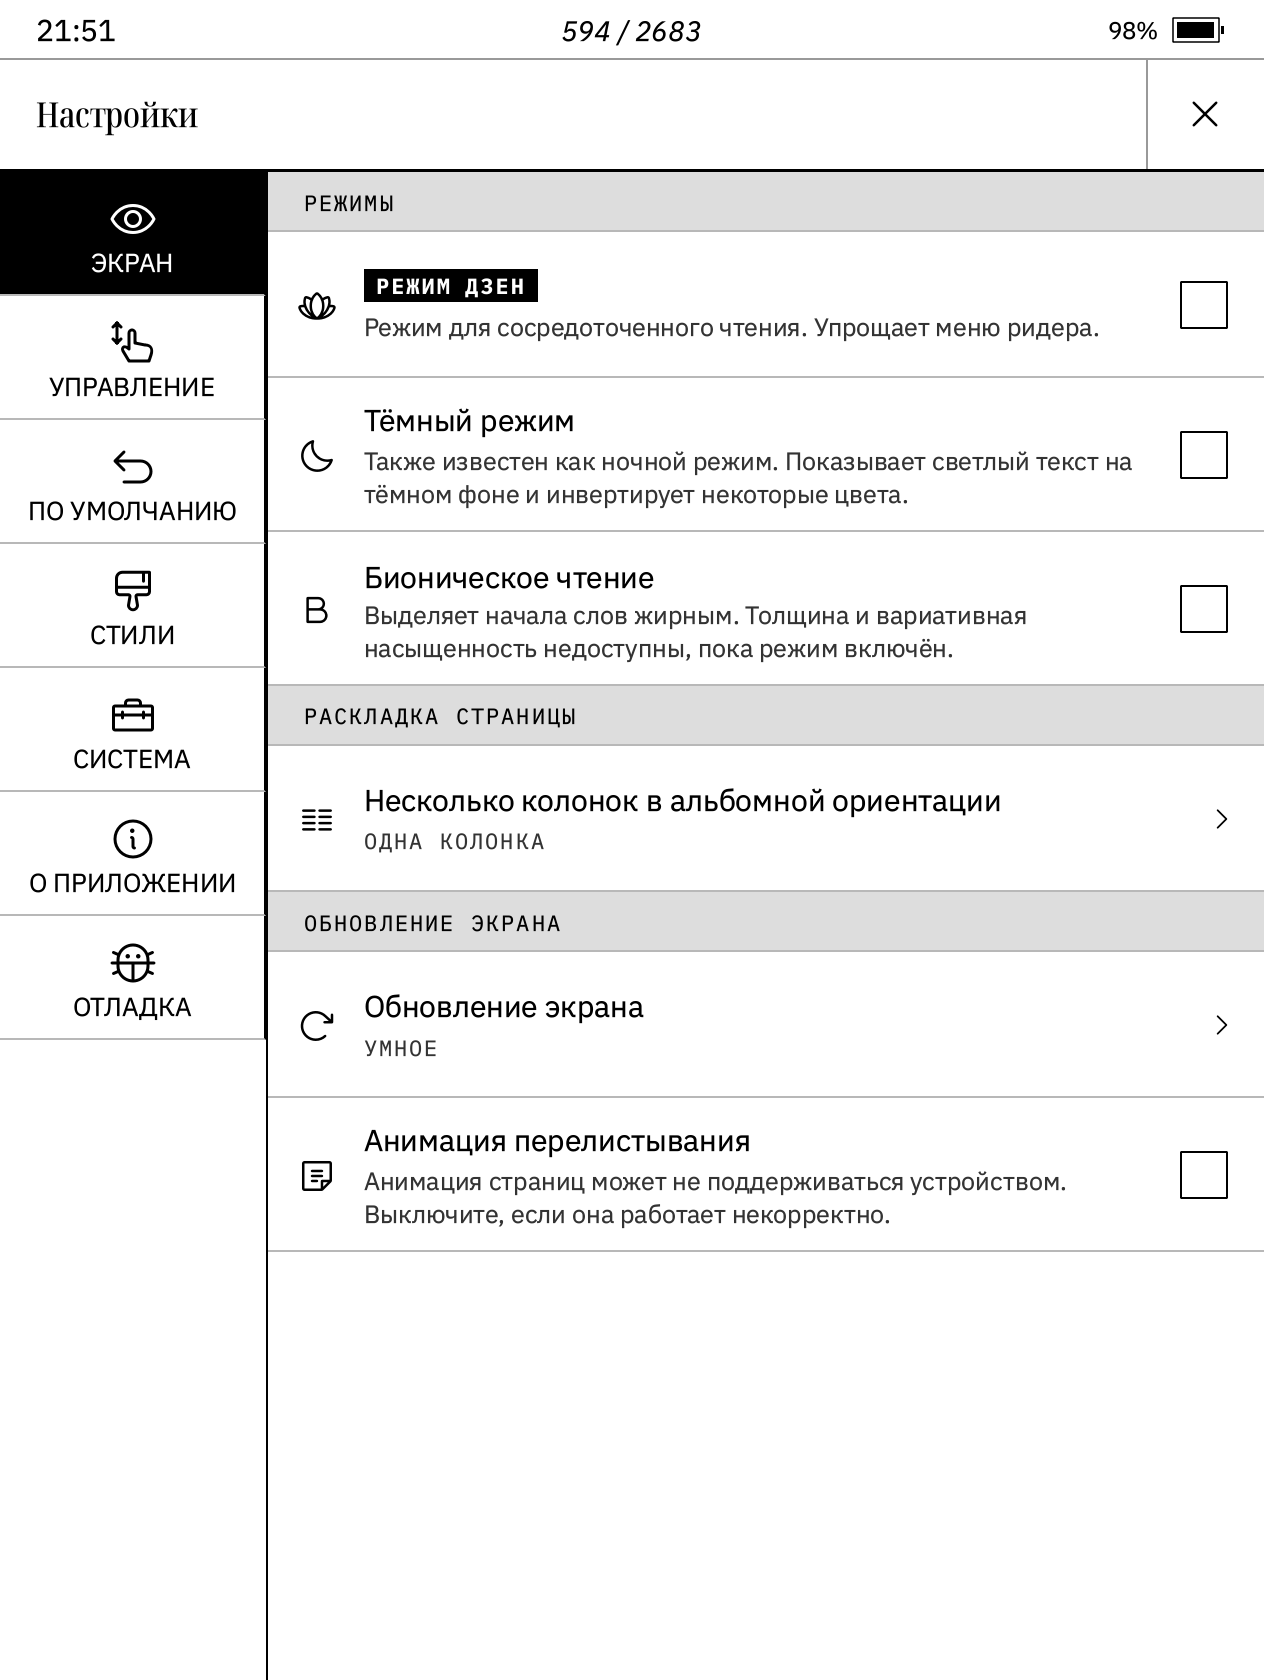 21:51
594 / 2683
98%
Настройки
ЭКРАН
УПРАВЛЕНИЕ
ПО УМОЛЧАНИЮ
СТИЛИ
СИСТЕМА
О ПРИЛОЖЕНИИ
ОТЛАДКА
РЕЖИМЫ
РЕЖИМ ДЗЕН
Режим для сосредоточенного чтения. Упрощает меню ридера.
Тёмный режим
Также известен как ночной режим. Показывает светлый текст на
тёмном фоне и инвертирует некоторые цвета.
Бионическое чтение
Выделяет начала слов жирным. Толщина и вариативная
насыщенность недоступны, пока режим включён.
РАСКЛАДКА СТРАНИЦЫ
Несколько колонок в альбомной ориентации
ОДНА КОЛОНКА
ОБНОВЛЕНИЕ ЭКРАНА
Обновление экрана
УМНОЕ
Анимация перелистывания
Анимация страниц может не поддерживаться устройством.
Выключите, если она работает некорректно.